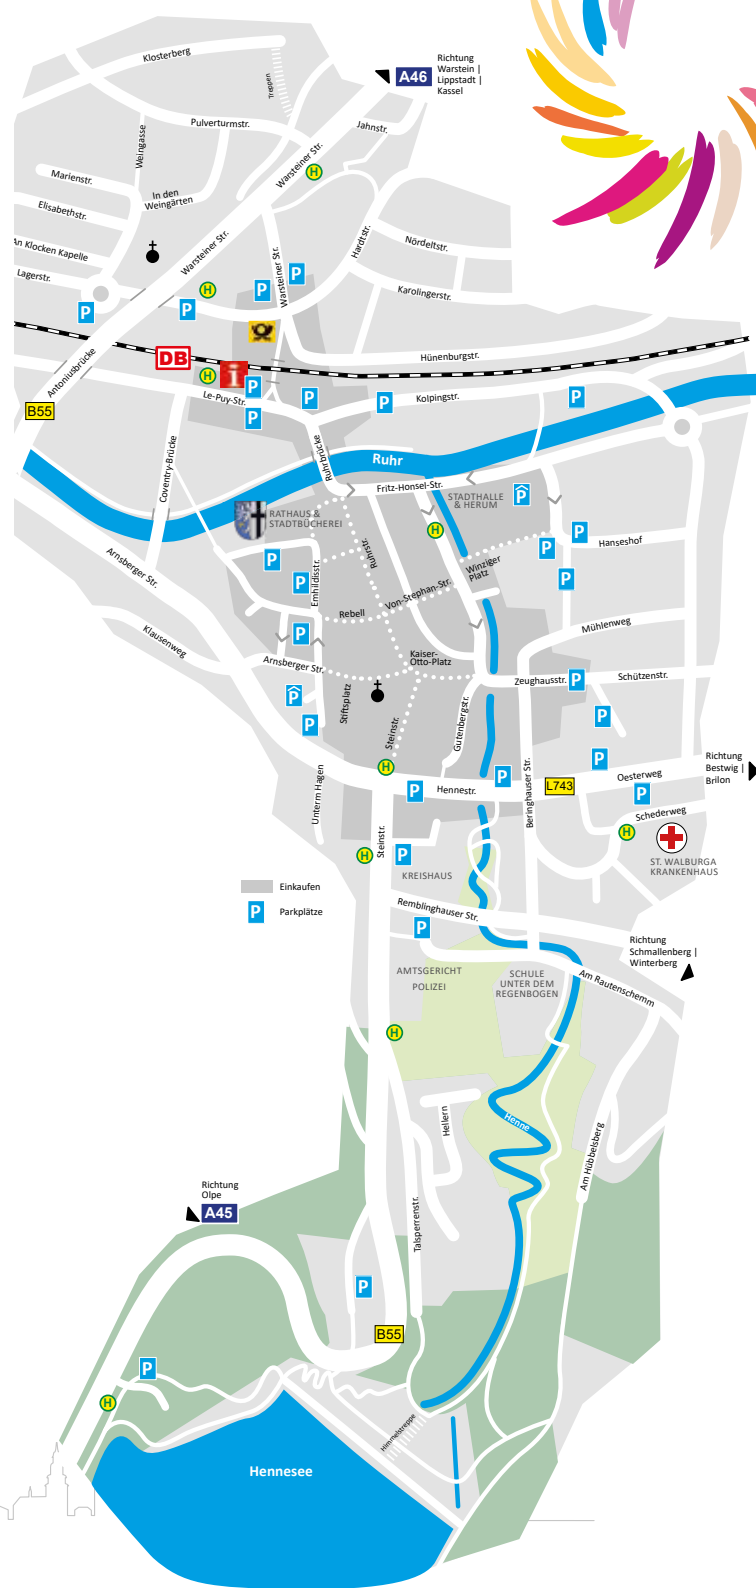 Klosterberg
Treppen
Richtung
Warstein |
Lippstadt |
Kassel
A46
Pulverturmstr.
Jahnstr.
Weingasse
Warsteiner Str.
H
Marienstr.
In den
Weingärten
Elisabethstr.
An Klocken Kapelle
Lagerstr.
Warsteiner Str.
Warsteiner Str.
Hardtstr.
Nördeltstr.
Karolingerstr.
H
P
P
P
P
Hünenburgstr.
Antoniusbrücke
DB
H
i
P
P
P
P
P
Le-Puy-Str.
Kolpingstr.
B55
Coventry-Brücke
Ruhrbrücke
Ruhr
Fritz-Honsel-Str.
STADTHALLE
& HERUM
P
RATHAUS &
STADTBÜCHEREI
H
P
Hanseshof
P
P
Arnsberger Str.
P
P
Emhildisstr.
Ruhrstr.
Winziger
Platz
Von-Stephan-Str.
Rebell
P
Mühlenweg
Klausenweg
Arnsberger Str.
Kaiser-
Otto-Platz
Zeughausstr.
P
Schützenstr.
P
Stiftsplatz
P
Steinstr.
Gutenbergstr.
P
Unterm Hagen
H
P
Hennestr.
P
Beringhauser Str.
L743
P
Oesterweg
P
Richtung
Bestwig |
Brilon
Schederweg
H
ST. WALBURGA
KRANKENHAUS
Steinstr.
H
P
KREISHAUS
Einkaufen
P
Parkplätze
Remblinghauser Str.
P
Richtung
Schmallenberg |
Winterberg
AMTSGERICHT
POLIZEI
SCHULE
UNTER DEM
REGENBOGEN
Am Rautenschemm
H
Hellern
Henne
Am Hübbelsberg
Richtung
Olpe
A45
Talsperrenstr.
P
B55
P
H
Himmelstreppe
Hennesee